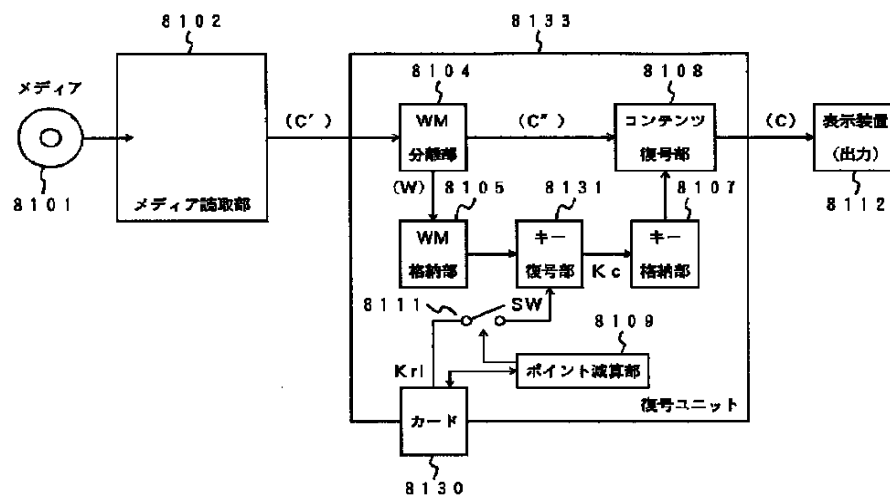 8102
8133
メディア
8104
8108
(C')
WM
分離部
(C")
コンテンツ
復号部
(C)
表示装置
(出力)
8101
メディア読取部
(W)
8105
8131
8107
8112
WM
格納部
キー
復号部
Kc
キー
格納部
8111
SW
8109
Krl
ポイント減算部
カード
復号ユニット
8130